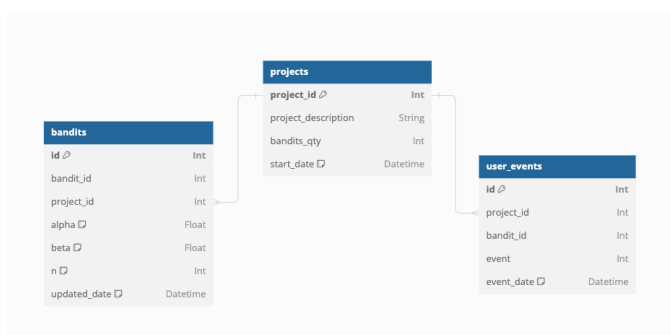 projects
project_id Int
project_description String
bandits_qty Int
start_date Datetime
bandits
id Int
bandit_id Int
project_id Int
alpha Float
beta Float
n Int
updated_date Datetime
user_events
id Int
project_id Int
bandit_id Int
event Int
event_date Datetime